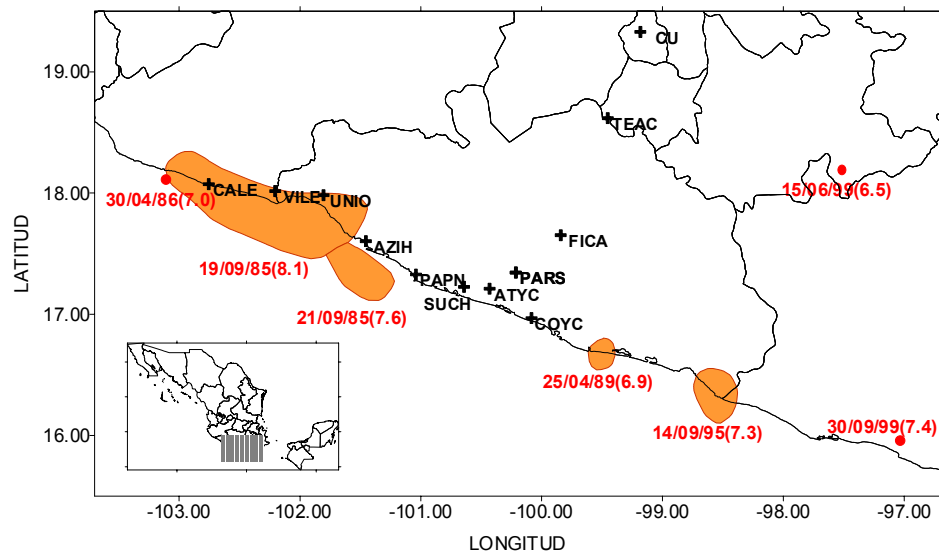 CU
19.00
TEAC
15/06/99(6.5)
18.00
CALE
VILE
UNIO
30/04/86(7.0)
LATITUD
AZIH
FICA
19/09/85(8.1)
PAPN
PARS
SUCH
ATYC
21/09/85(7.6)
COYC
17.00
25/04/89(6.9)
14/09/95(7.3)
30/09/99(7.4)
16.00
-103.00
-102.00
-101.00
-100.00
-99.00
-98.00
-97.00
LONGITUD